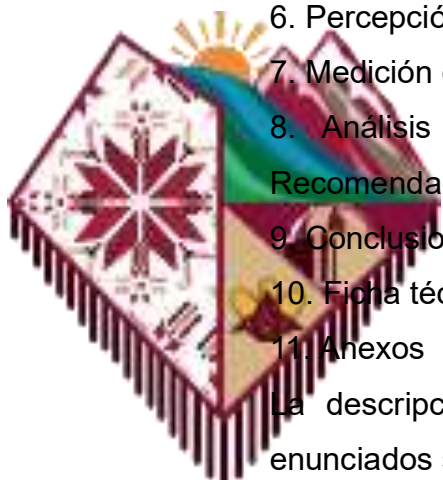 6. Percepció
7. Medición
8. Análisis
Recomenda
9. Conclusio
10. Ficha téc
11. Anexos
La descripc
enunciados